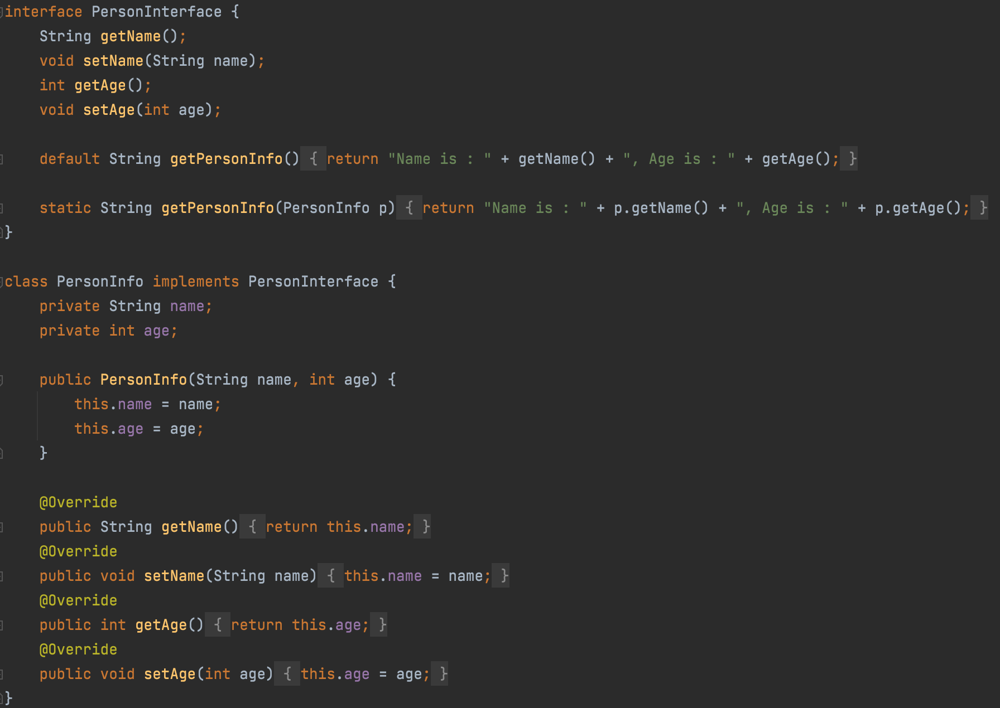 interface PersonInterface {
    String getName();
    void setName(String name);
    int getAge();
    void setAge(int age);

    default String getPersonInfo() { return "Name is : " + getName() + ", Age is : " + getAge(); }

    static String getPersonInfo(PersonInfo p) { return "Name is : " + p.getName() + ", Age is : " + p.getAge(); }
}

class PersonInfo implements PersonInterface {
    private String name;
    private int age;

    public PersonInfo(String name, int age) {
        this.name = name;
        this.age = age;
    }

    @Override
    public String getName() { return this.name; }
    @Override
    public void setName(String name) { this.name = name; }
    @Override
    public int getAge() { return this.age; }
    @Override
    public void setAge(int age) { this.age = age; }
}